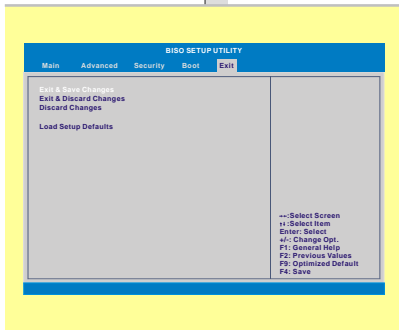 BISO SETUP UTILITY
Main Advanced Security Boot Exit
Exit & Save Changes
Exit & Discard Changes
Discard Changes
Load Setup Defaults
↔:Select Screen
↑↓:Select Item
Enter: Select
+/-: Change Opt.
F1: General Help
F2: Previous Values
F9: Optimized Default
F4: Save